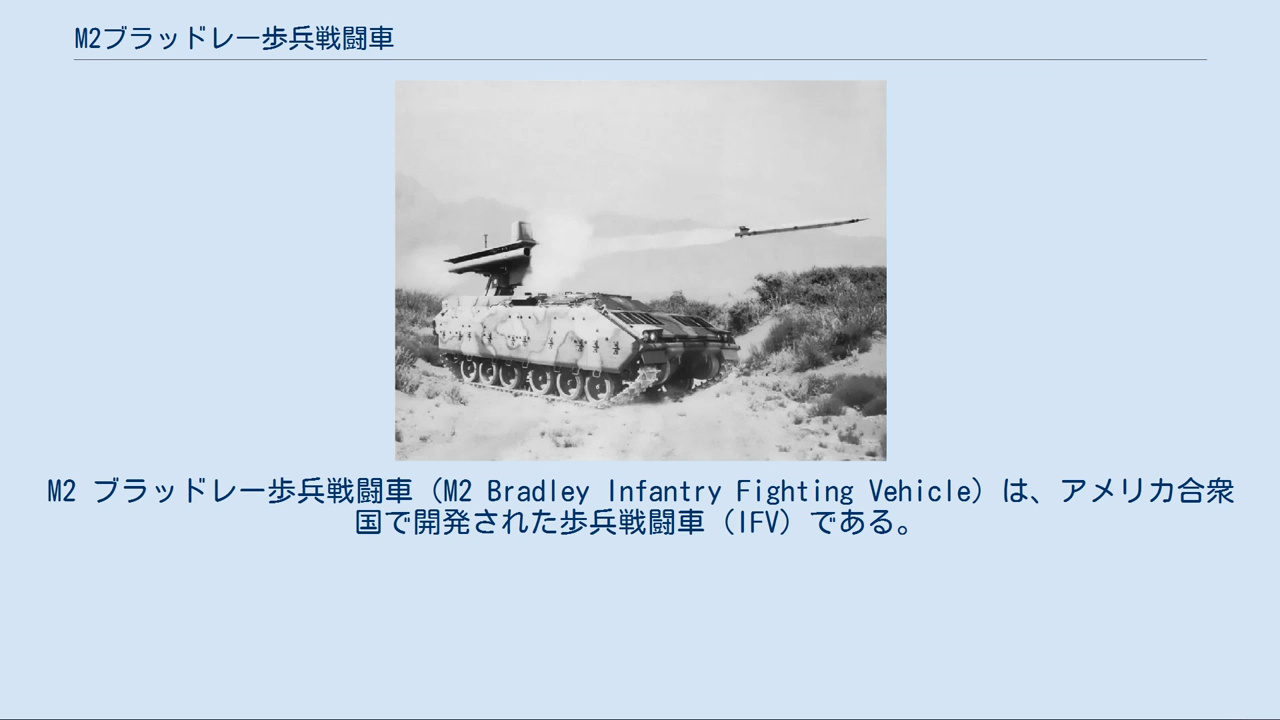 M2ブラッドレー歩兵戦闘車
M2 ブラッドレー歩兵戦闘車（M2 Bradley Infantry Fighting Vehicle）は、アメリカ合衆
国で開発された歩兵戦闘車（IFV）である。